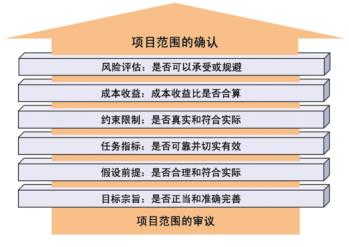 项目范围的确认
风险评估：是否可以承受或规避
成本收益：成本收益比是否合算
约束限制：是否真实和符合实际
任务指标：是否可靠并切实有效
假设前提：是否合理和符合实际
目标宗旨：是否正当和准确完善
项目范围的审议